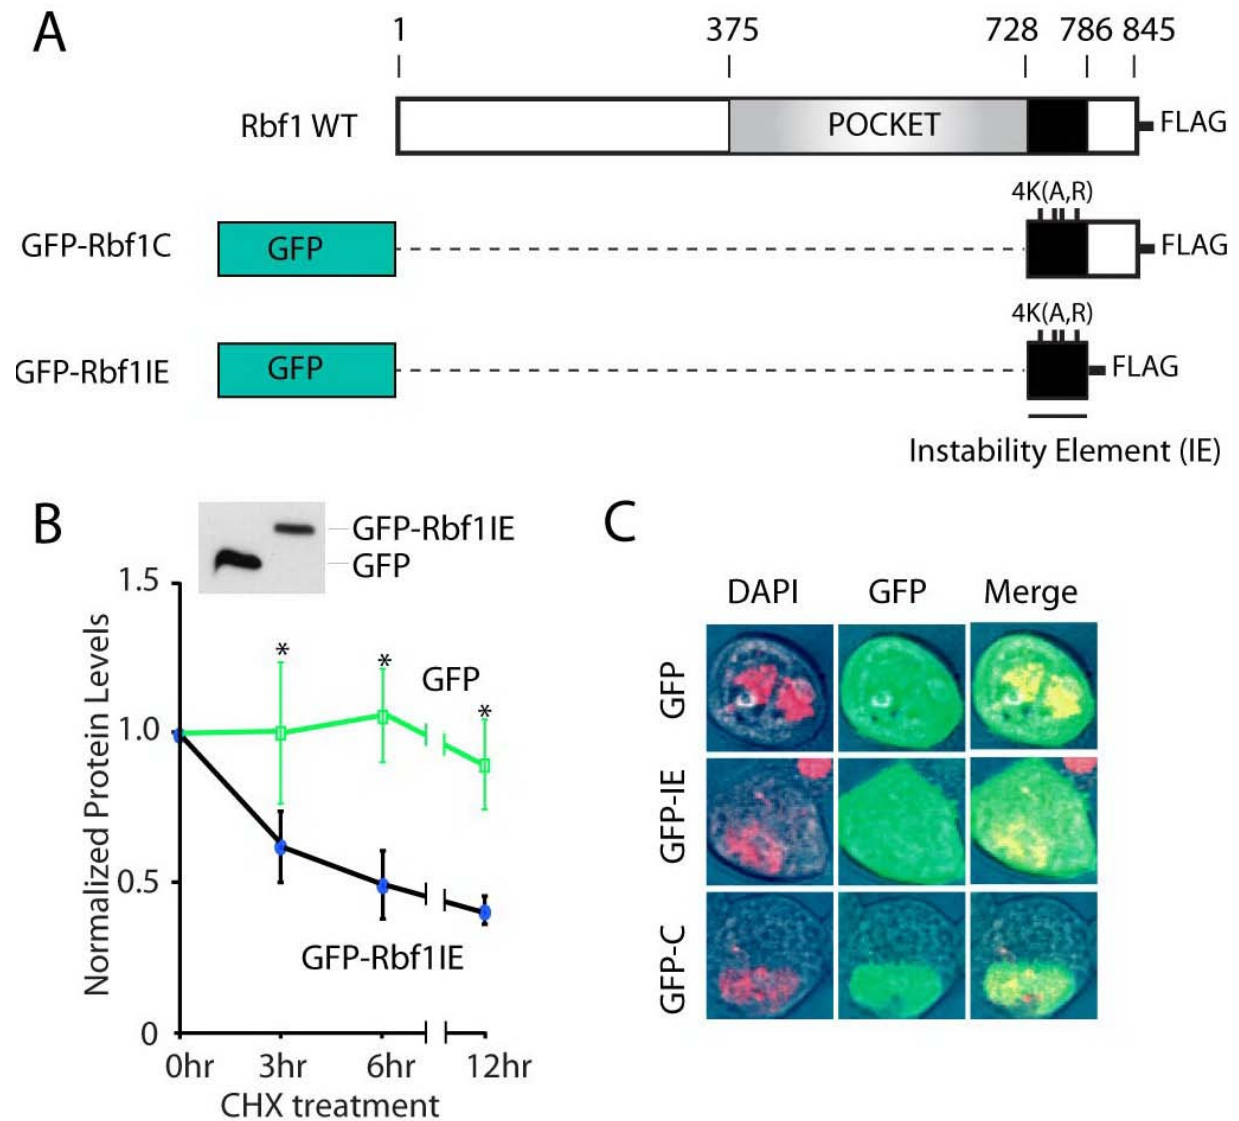 A
1 375 728 786 845
Rbf1 WT POCKET FLAG
4K(A,R)
GFP-Rbf1C GFP FLAG
4K(A,R)
GFP-Rbf1IE GFP FLAG
Instability Element (IE)
B
GFP-Rbf1IE
GFP
1.5
1.0
0.5
0
Normalized Protein Levels
* * *
GFP
GFP-Rbf1IE
0hr 3hr 6hr 12hr
CHX treatment
C
DAPI GFP Merge
GFP
GFP-IE
GFP-C